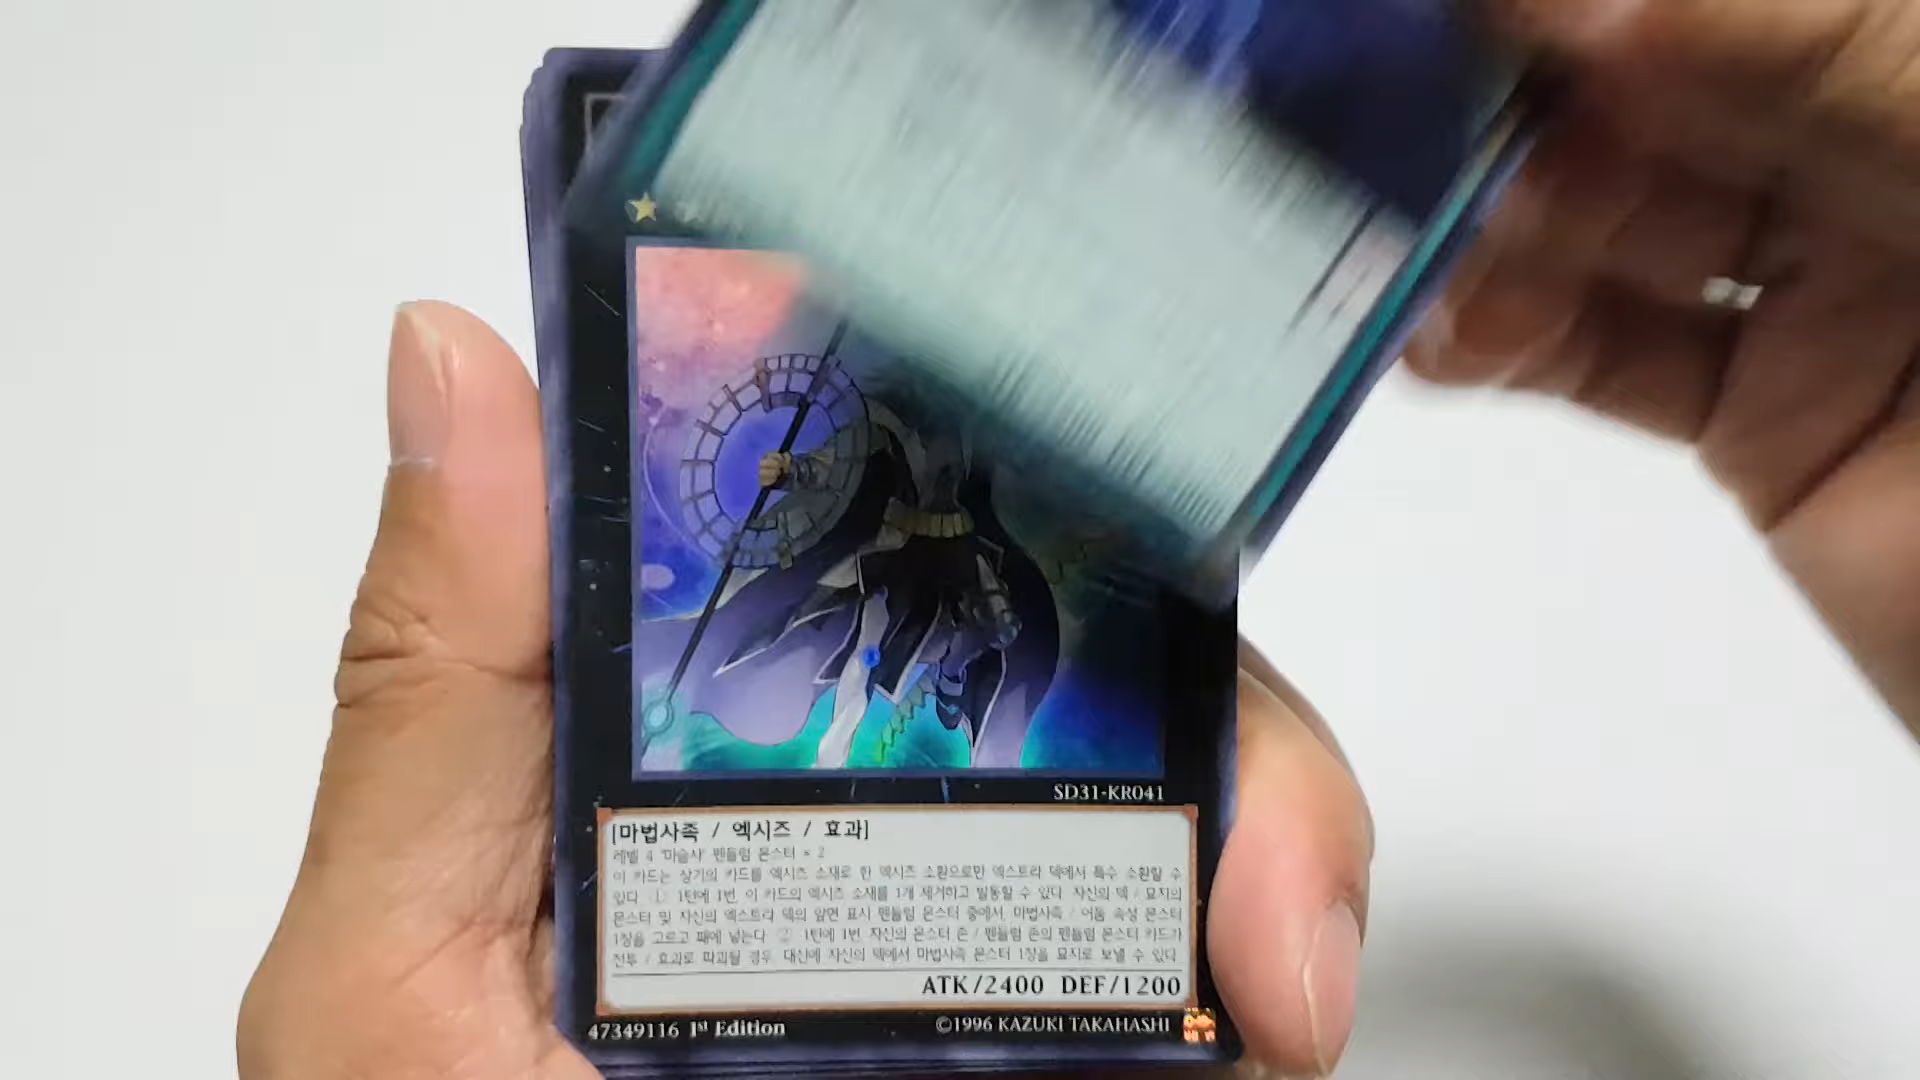 SD31-KR041
[마법사족 / 엑시즈 / 효과]
레벨 4 "마술사" 펜듈럼 몬스터 × 2
이 카드는 상기의 카드를 엑시즈 소재로 한 엑시즈 소환으로만 엑스트라 덱에서 특수 소환할 수
있다. ①: 1턴에 1번, 이 카드의 엑시즈 소재를 1개 제거하고 발동할 수 있다. 자신의 덱 / 묘지의
몬스터 및 자신의 엑스트라 덱의 앞면 표시 펜듈럼 몬스터 중에서, 마법사족 / 어둠 속성 몬스터
1장을 고르고 패에 넣는다. ②: 1턴에 1번, 자신의 몬스터 존 / 펜듈럼 존의 펜듈럼 몬스터 카드가
전투 / 효과로 파괴될 경우, 대신에 자신의 덱에서 마법사족 몬스터 1장을 묘지로 보낼 수 있다.
ATK/2400 DEF/1200
47349116 1st Edition
©1996 KAZUKI TAKAHASHI